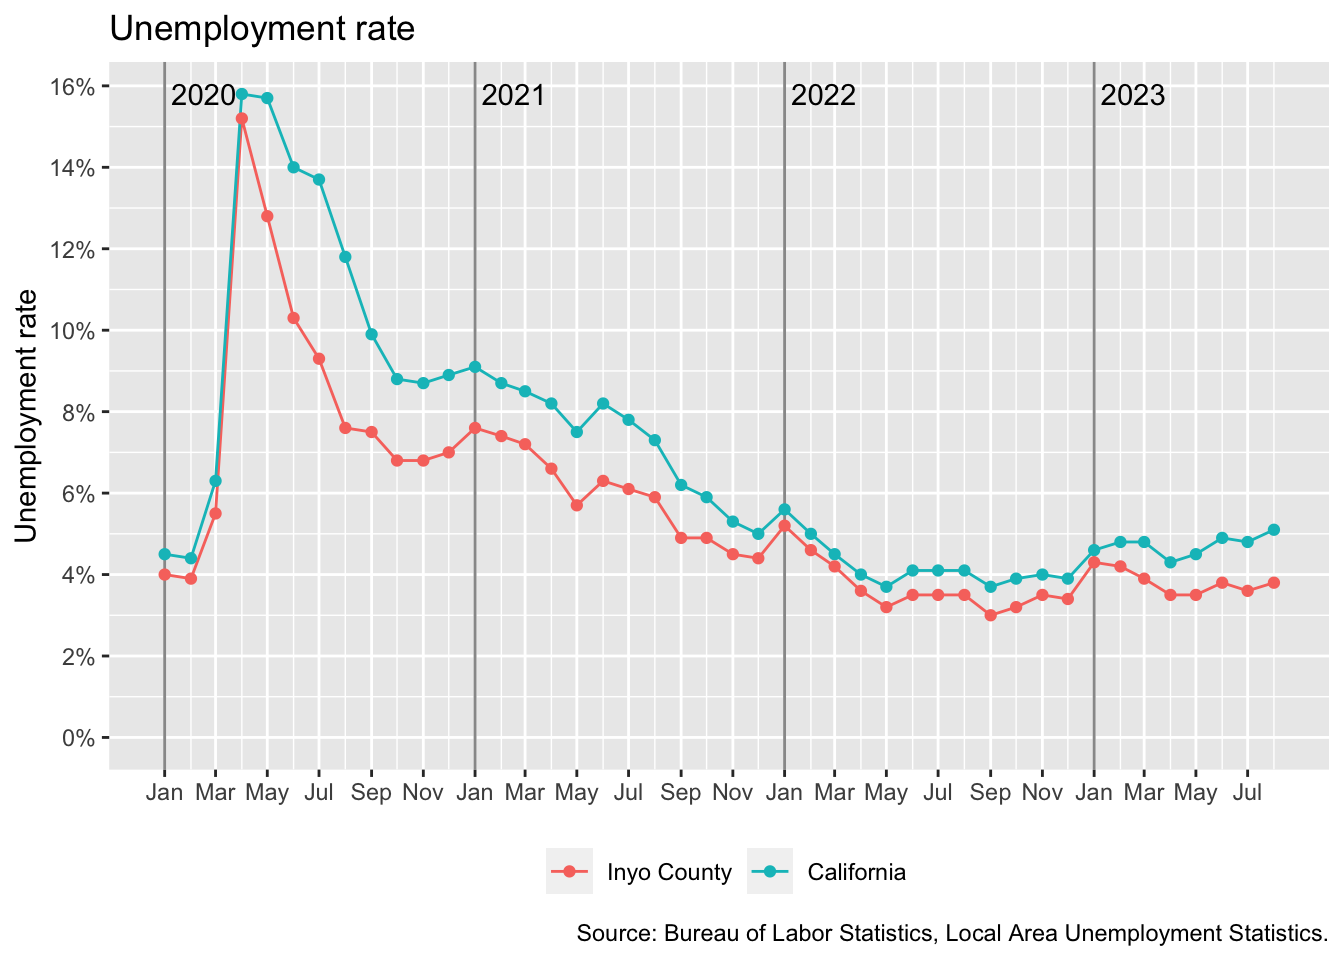 Unemployment rate
2020 2021 2022 2023
16%
14%
12%
10%
8%
6%
4%
2%
0%
Unemployment rate
Jan Mar May Jul Sep Nov Jan Mar May Jul Sep Nov Jan Mar May Jul Sep Nov Jan Mar May Jul
Inyo County California
Source: Bureau of Labor Statistics, Local Area Unemployment Statistics.